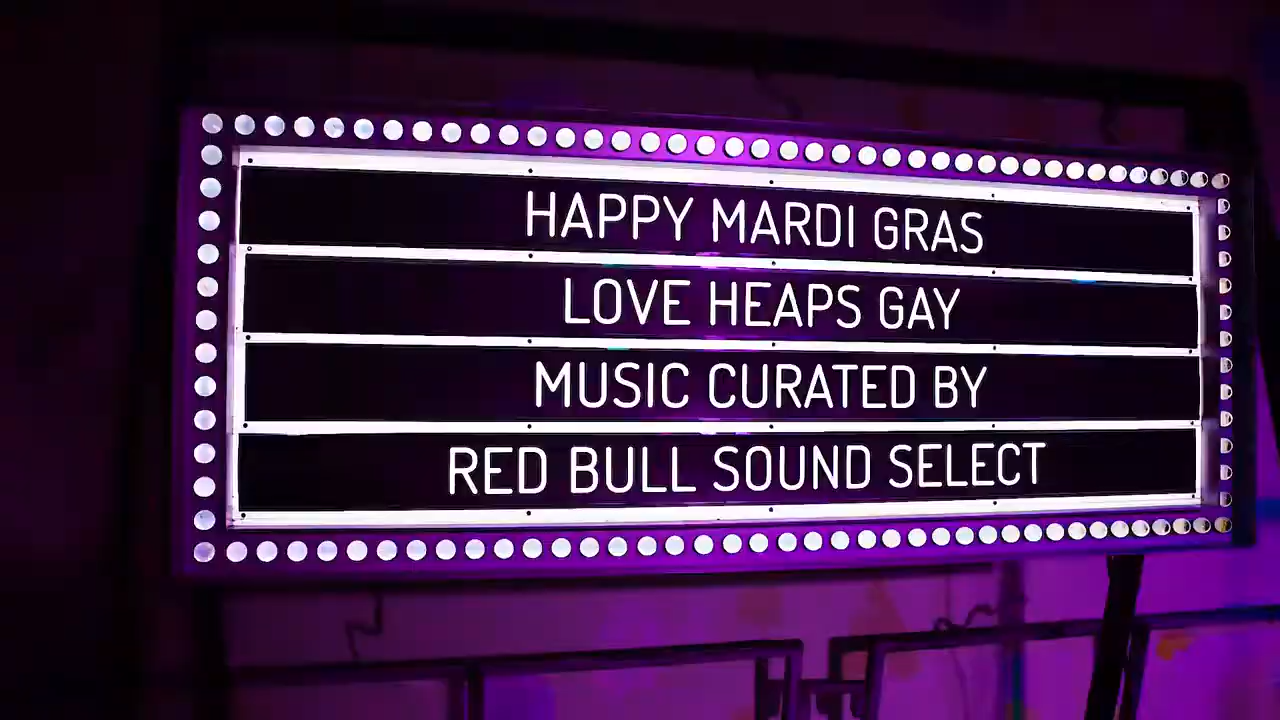 HAPPY MARDI GRAS
LOVE HEAPS GAY
MUSIC CURATED BY
RED BULL SOUND SELECT